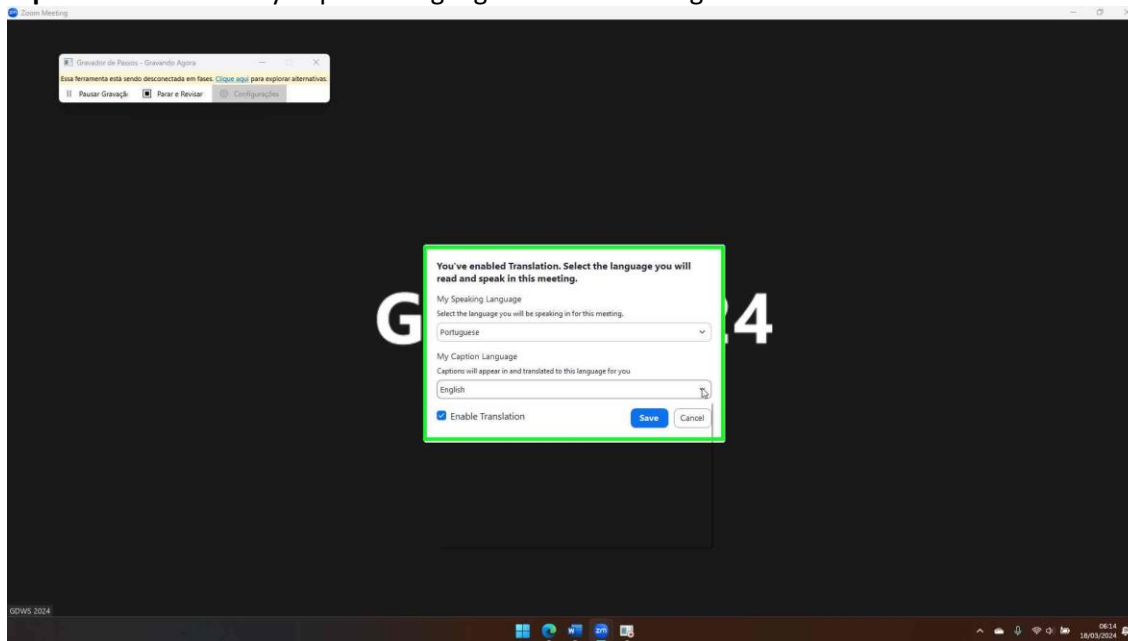 Zoom Meeting
Gravador de Passos - Gravando Agora
Essa ferramenta está sendo desconectada em fases. Clique aqui para explorar alternativas.
Pausar Gravaçã
Parar e Revisar
Configurações
G
4
You've enabled Translation. Select the language you will
read and speak in this meeting.
My Speaking Language
Select the language you will be speaking in for this meeting.
Portuguese
My Caption Language
Captions will appear in and translated to this language for you
English
Enable Translation
Save
Cancel
GDWS 2024
06:14
18/03/2024